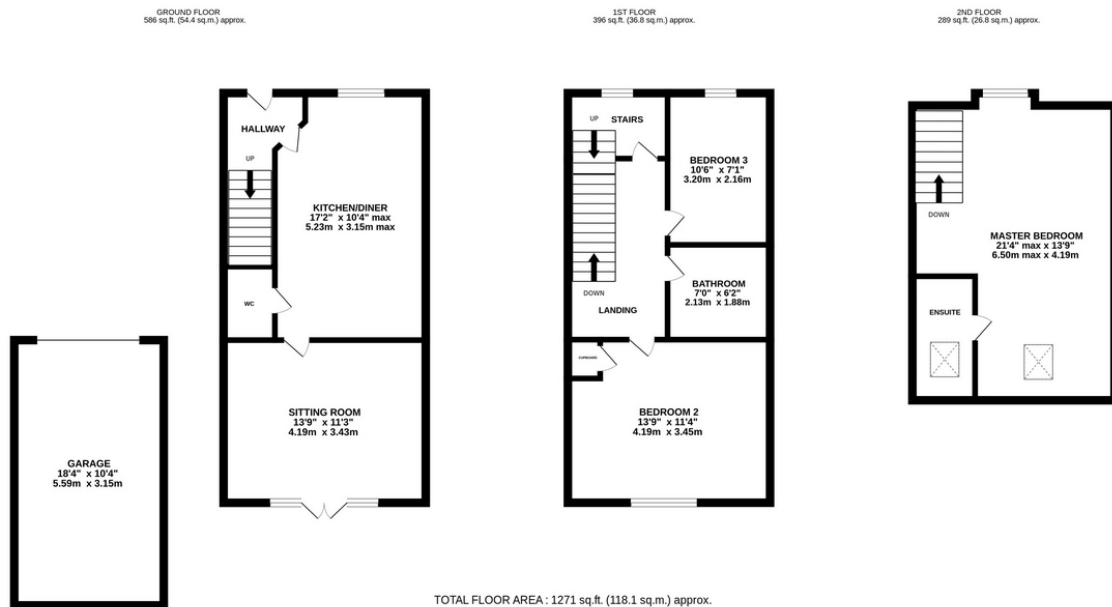 GROUND FLOOR
586 sq.ft. (54.4 sq.m.) approx.
1ST FLOOR
396 sq.ft. (36.8 sq.m.) approx.
2ND FLOOR
289 sq.ft. (26.8 sq.m.) approx.
HALLWAY
UP
KITCHEN/DINER
17'2" x 10'4" max
5.23m x 3.15m max
WC
SITTING ROOM
13'9" x 11'3"
4.19m x 3.43m
GARAGE
18'4" x 10'4"
5.59m x 3.15m
UP
STAIRS
BEDROOM 3
10'6" x 7'1"
3.20m x 2.16m
BATHROOM
7'0" x 6'2"
2.13m x 1.88m
DOWN
LANDING
CUPBOARD
BEDROOM 2
13'9" x 11'4"
4.19m x 3.45m
DOWN
MASTER BEDROOM
21'4" max x 13'9"
6.50m max x 4.19m
ENSUITE
TOTAL FLOOR AREA : 1271 sq.ft. (118.1 sq.m.) approx.